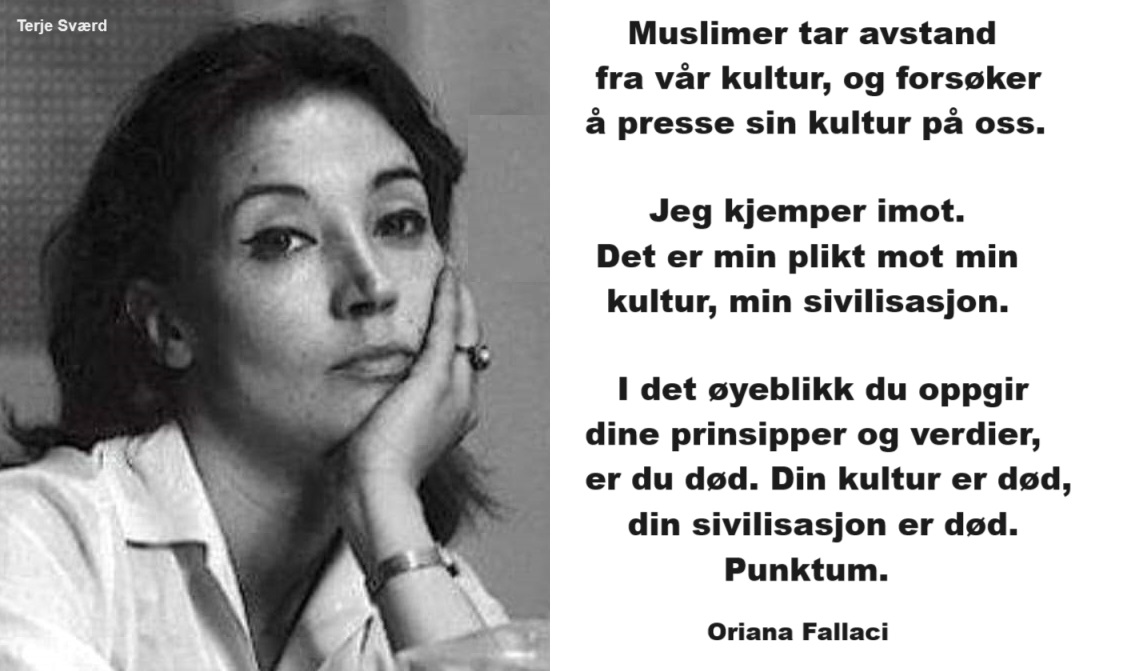 Terje Sværd
Muslimer tar avstand
fra vår kultur, og forsøker
å presse sin kultur på oss.
Jeg kjemper imot.
Det er min plikt mot min
kultur, min sivilisasjon.
I det øyeblikk du oppgir
dine prinsipper og verdier,
er du død. Din kultur er død,
din sivilisasjon er død.
Punktum.
Oriana Fallaci